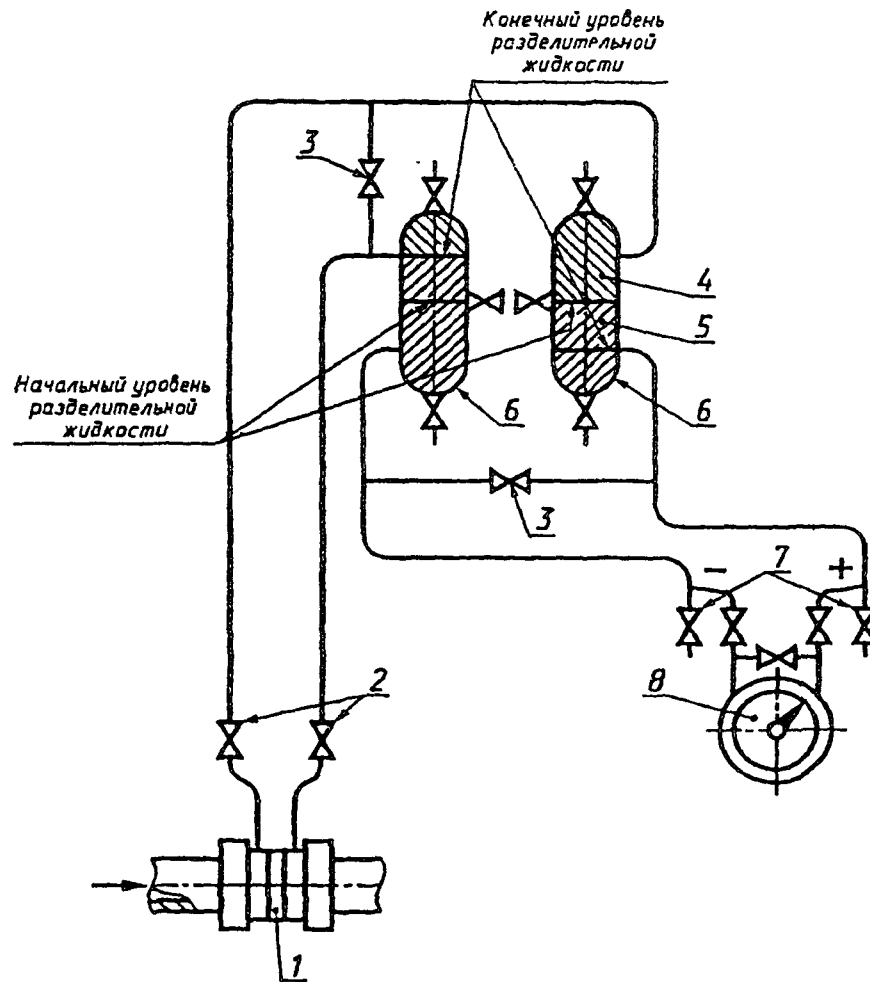 Конечный уровень
разделительной
жидкости
3
4
5
Начальный уровень
разделительной
жидкости
6
6
3
− 7 +
2
8
1